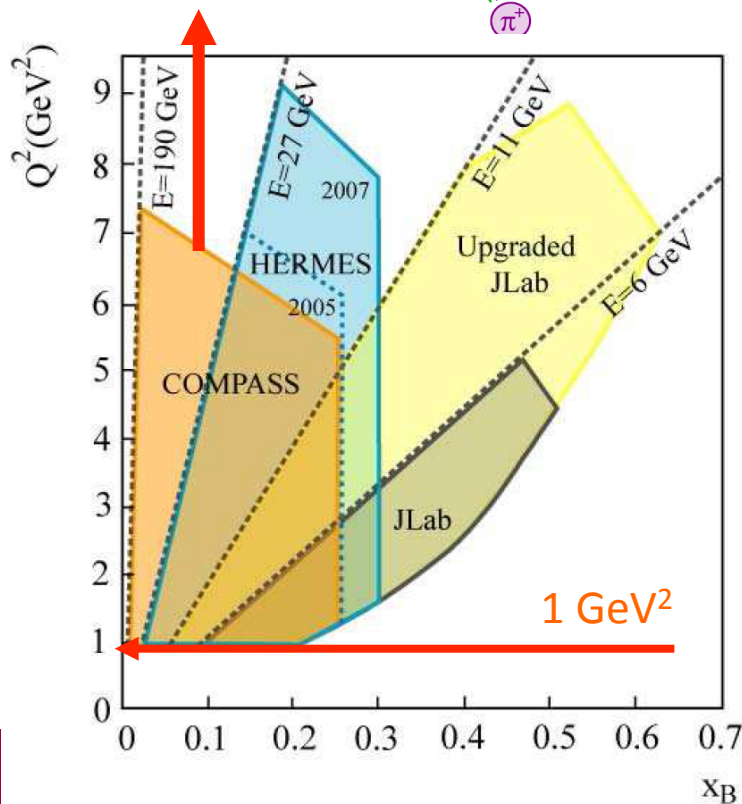 π+
Q²(GeV²)
9
8
7
6
5
4
3
2
1
0
E=190 GeV
E=27 GeV
E=11 GeV
E=6 GeV
2007
HERMES
2005
COMPASS
Upgraded
JLab
JLab
1 GeV²
0 0.1 0.2 0.3 0.4 0.5 0.6 0.7
x_B